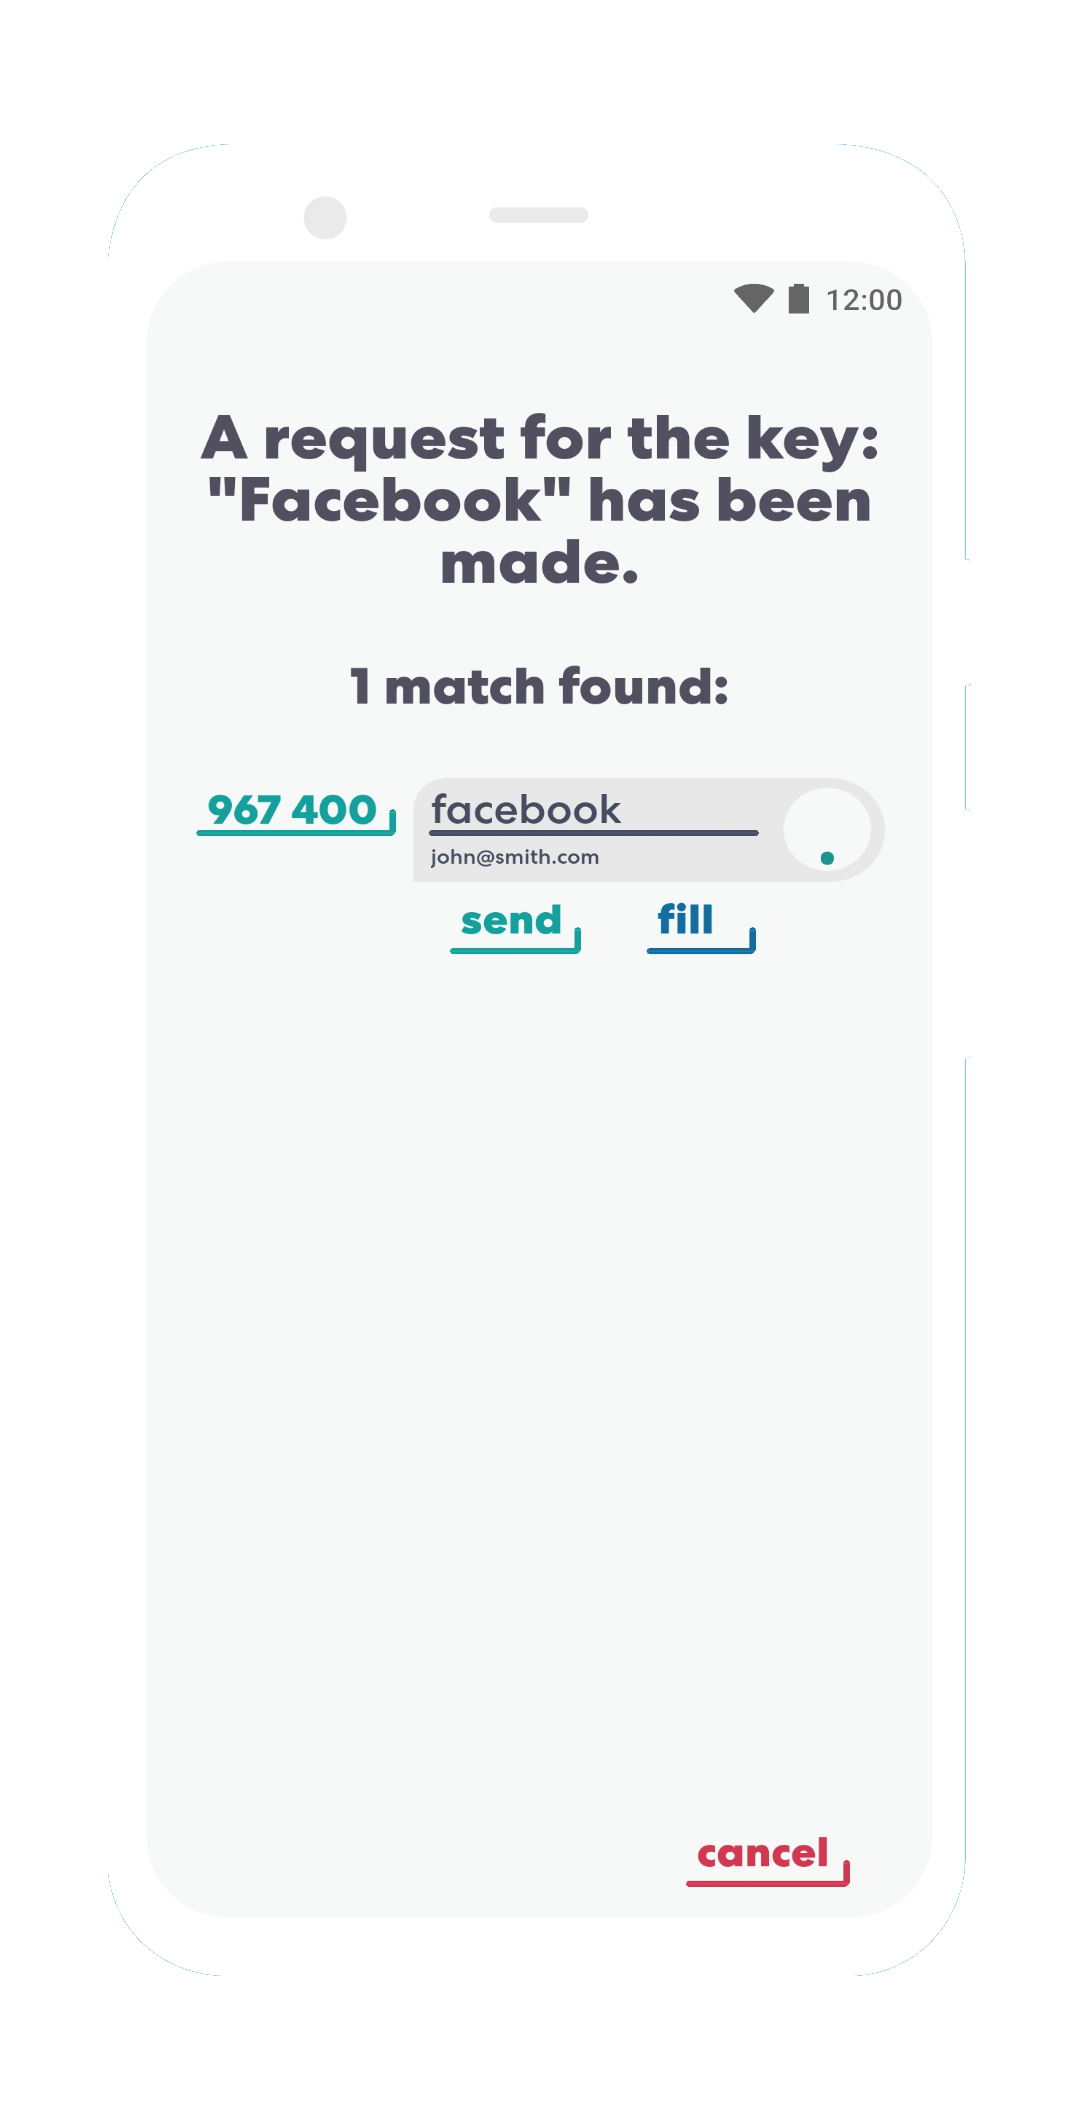 12:00
A request for the key:
"Facebook" has been
made.
1 match found:
967 400
facebook
john@smith.com
send
fill
cancel